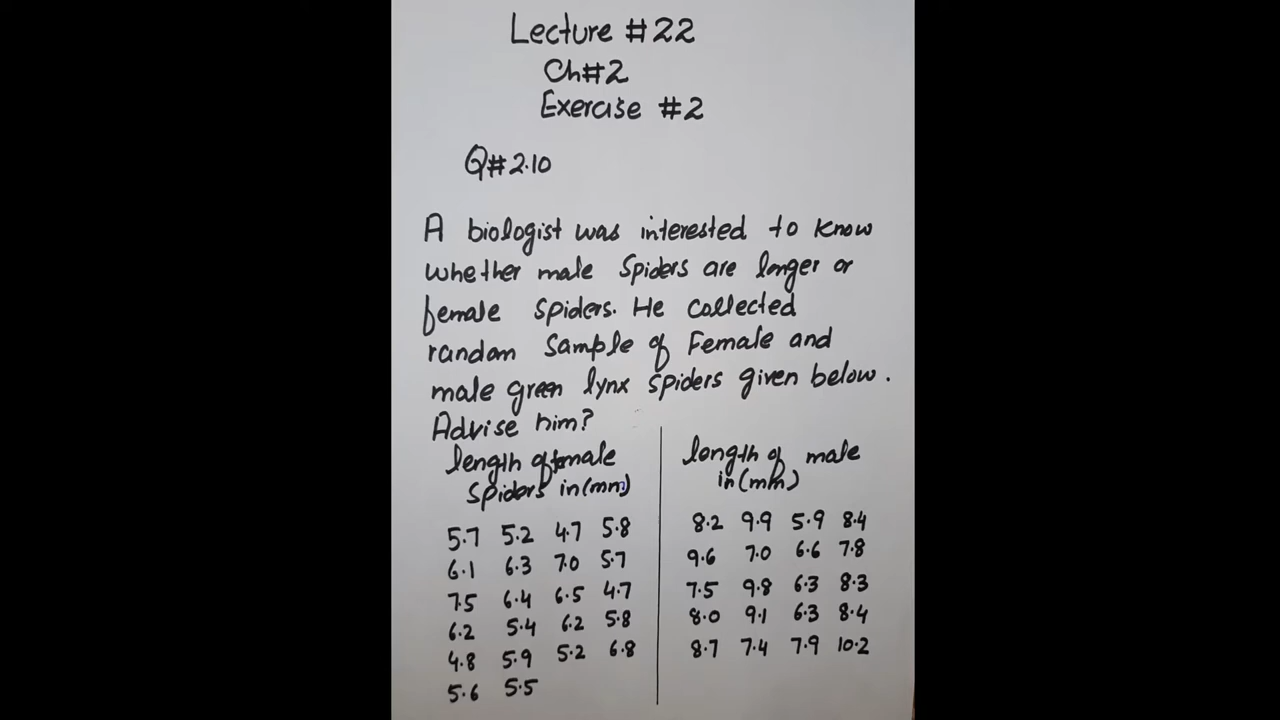 Lecture #22
Ch#2
Exercise #2
Q#2.10
A biologist was interested to know
whether male spiders are longer or
female spiders. He collected
random sample of Female and
male green lynx spiders given below.
Advise him?
length of female
spiders in (mm)
5.7 5.2 4.7 5.8
6.1 6.3 7.0 5.7
7.5 6.4 6.5 4.7
6.2 5.4 6.2 5.8
4.8 5.9 5.2 6.8
5.6 5.5
length of male
in (mm)
8.2 9.9 5.9 8.4
9.6 7.0 6.6 7.8
7.5 9.8 6.3 8.3
8.0 9.1 6.3 8.4
8.7 7.4 7.9 10.2